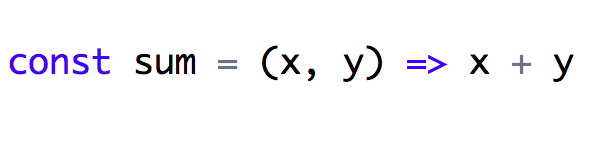 const sum = (x, y) => x + y